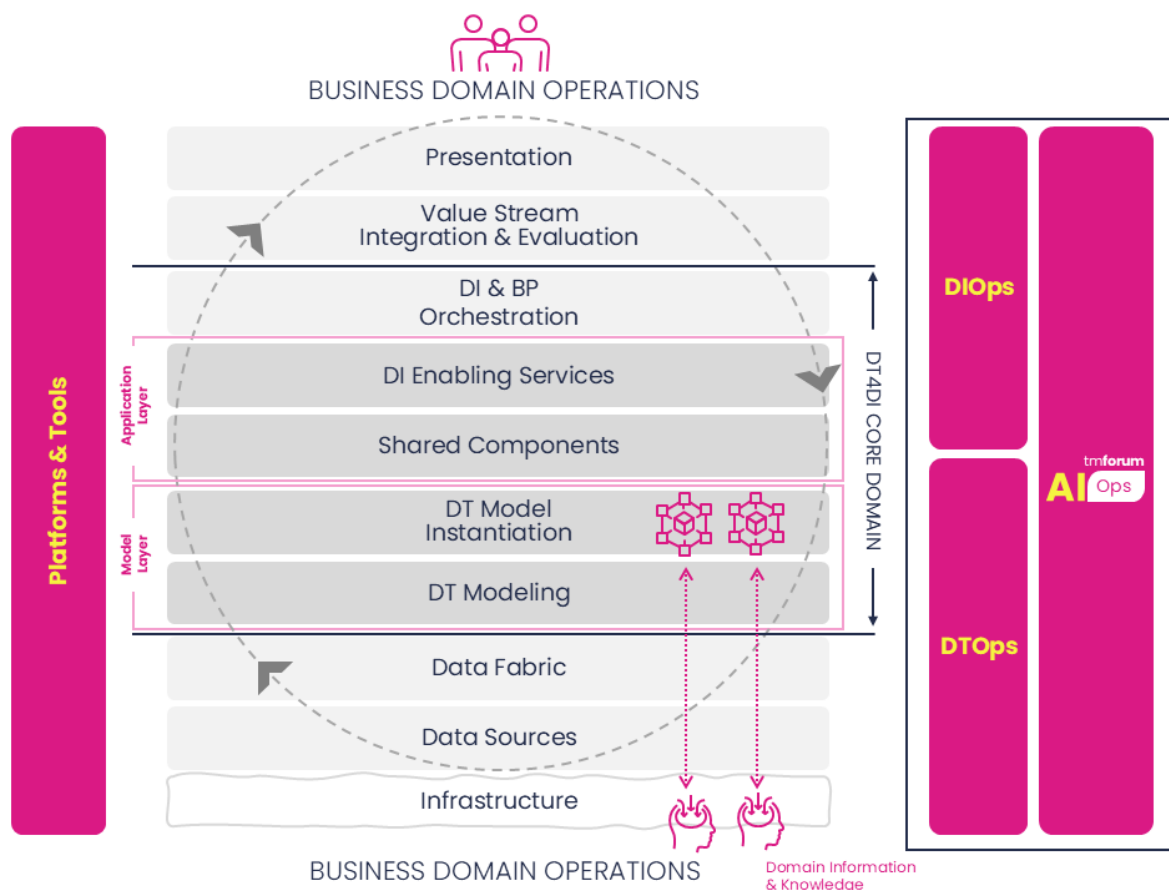 BUSINESS DOMAIN OPERATIONS
Presentation
Value Stream
Integration & Evaluation
DI & BP
Orchestration
DI Enabling Services
Shared Components
DT Model
Instantiation
DT Modeling
Data Fabric
Data Sources
Infrastructure
BUSINESS DOMAIN OPERATIONS
Domain Information
& Knowledge
Platforms & Tools
Application
Layer
Model
Layer
DT4DI CORE DOMAIN
DIOps
DTOps
tmforum
AI Ops